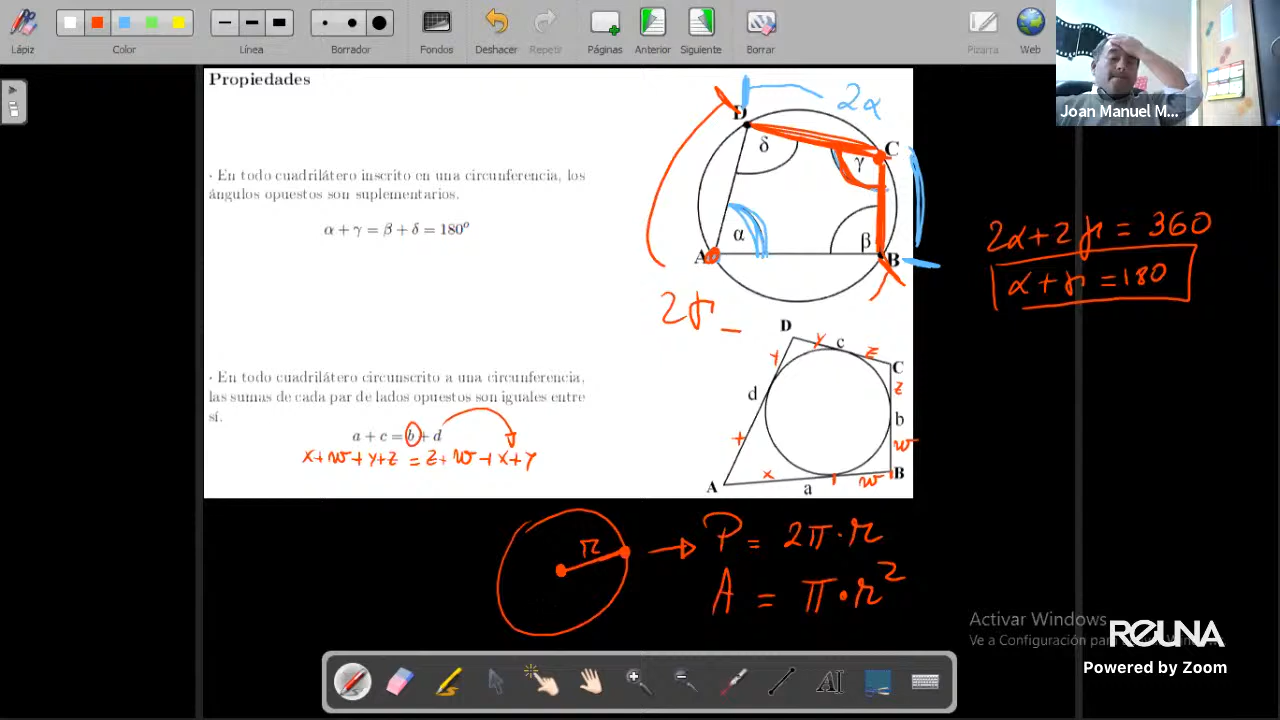 Lápiz Color Línea Borrador Fondos Deshacer Repetir Páginas Anterior Siguiente Borrar Pizarra Web
Joan Manuel M...
Propiedades
· En todo cuadrilátero inscrito en una circunferencia, los
ángulos opuestos son suplementarios.
α + γ = β + δ = 180º
D 2α
C
δ γ
α β
A B
2γ
2α+2γ = 360
α+γ =180
· En todo cuadrilátero circunscrito a una circunferencia,
las sumas de cada par de lados opuestos son iguales entre
sí.
a + c = b + d
x+w+y+z = z+w+x+y
D y c z
y C
z
d b
w
A x a w B
r P = 2π·r
A = π·r²
Activar Windows
Ve a Configuración par
REUNA
Powered by Zoom